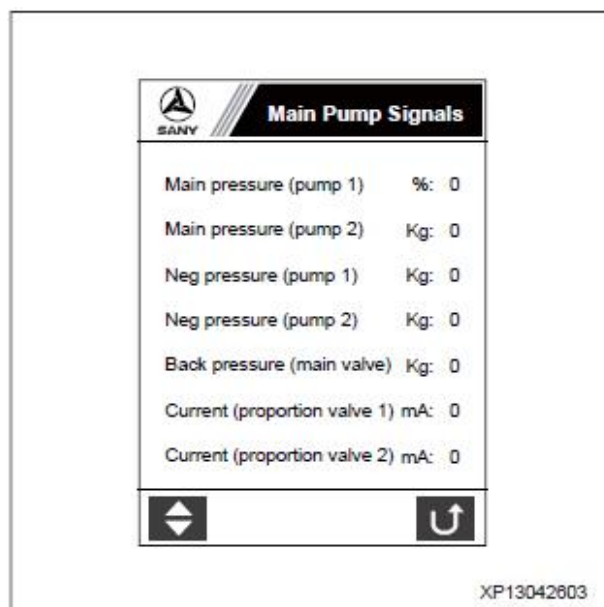 SANY
Main Pump Signals
Main pressure (pump 1) %: 0
Main pressure (pump 2) Kg: 0
Neg pressure (pump 1) Kg: 0
Neg pressure (pump 2) Kg: 0
Back pressure (main valve) Kg: 0
Current (proportion valve 1) mA: 0
Current (proportion valve 2) mA: 0
XP13042603